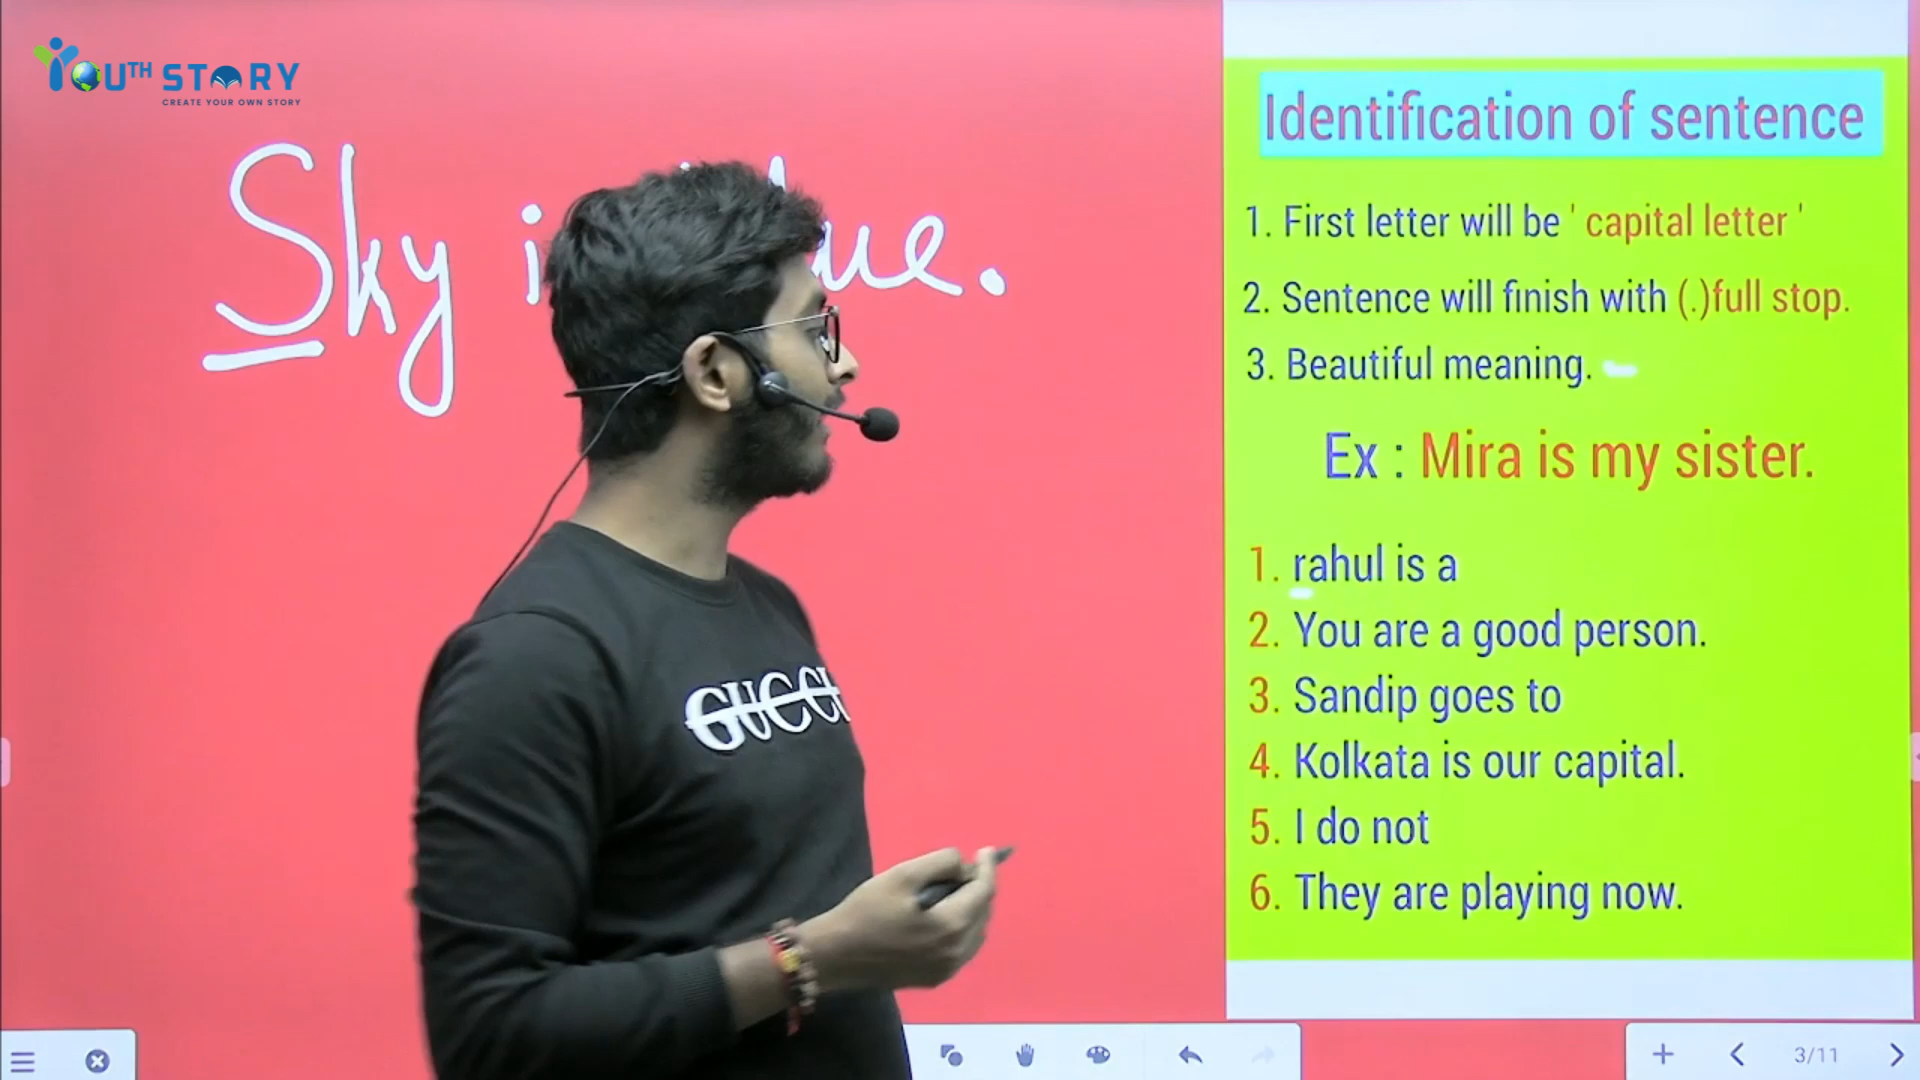 YOUTH STORY
CREATE YOUR OWN STORY
Sky
Identification of sentence
1. First letter will be ' capital letter '
2. Sentence will finish with (.)full stop.
3. Beautiful meaning.
Ex : Mira is my sister.
1. rahul is a
2. You are a good person.
3. Sandip goes to
4. Kolkata is our capital.
5. I do not
6. They are playing now.
GUCCI
3/11